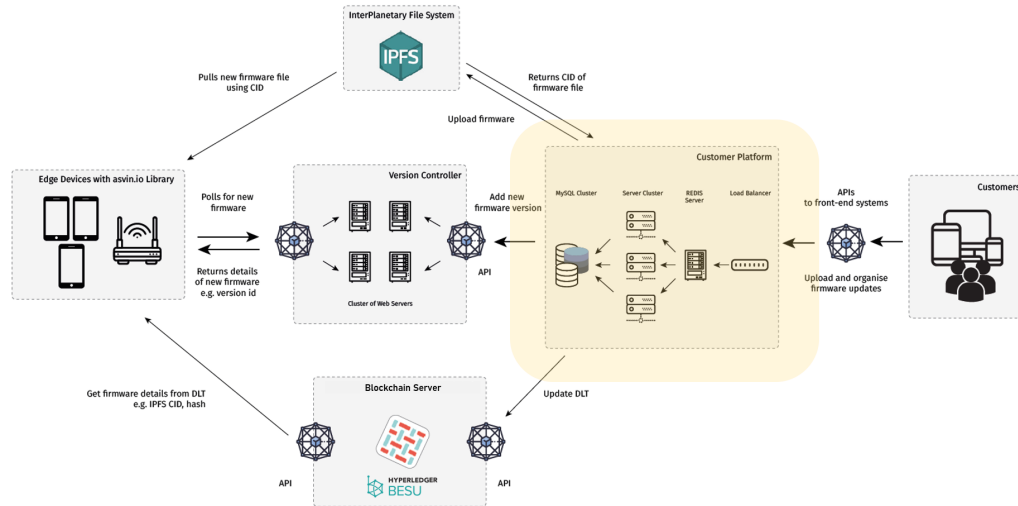 InterPlanetary File System
IPFS
Pulls new firmware file
using CID
Returns CID of
firmware file
Upload firmware
Customer Platform
MySQL Cluster
Server Cluster
REDIS
Server
Load Balancer
Edge Devices with asvin.io Library
Polls for new
firmware
Returns details
of new firmware
e.g. version id
Version Controller
Cluster of Web Servers
API
Add new
firmware version
APIs
to front-end systems
Upload and organise
firmware updates
Customers
Get firmware details from DLT
e.g. IPFS CID, hash
Blockchain Server
Update DLT
API
HYPERLEDGER
BESU
API